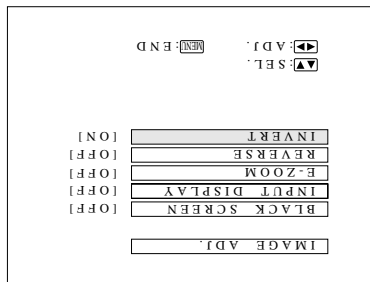 IMAGE ADJ.
BLACK SCREEN [OFF]
INPUT DISPLAY [OFF]
E-ZOOM [OFF]
REVERSE [OFF]
INVERT [ON]
▲▼:SEL.
◀▶:ADJ. MENU:END